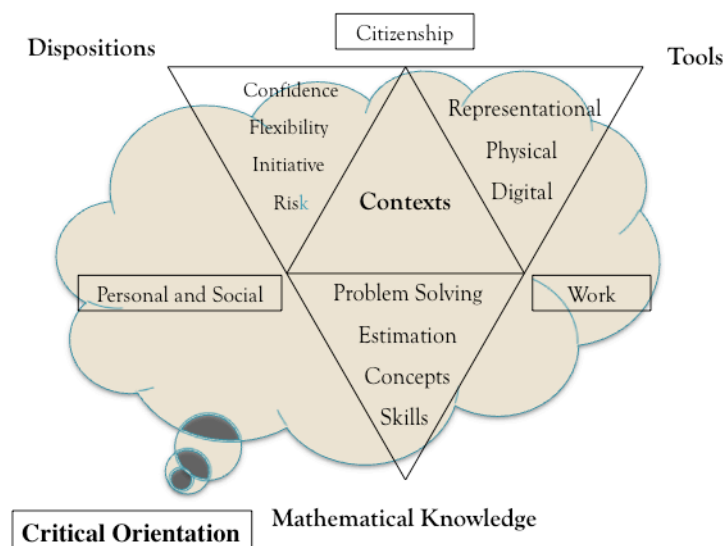 Citizenship
Dispositions
Tools
Confidence
Flexibility
Initiative
Risk
Representational
Physical
Digital
Contexts
Personal and Social
Work
Problem Solving
Estimation
Concepts
Skills
Critical Orientation
Mathematical Knowledge